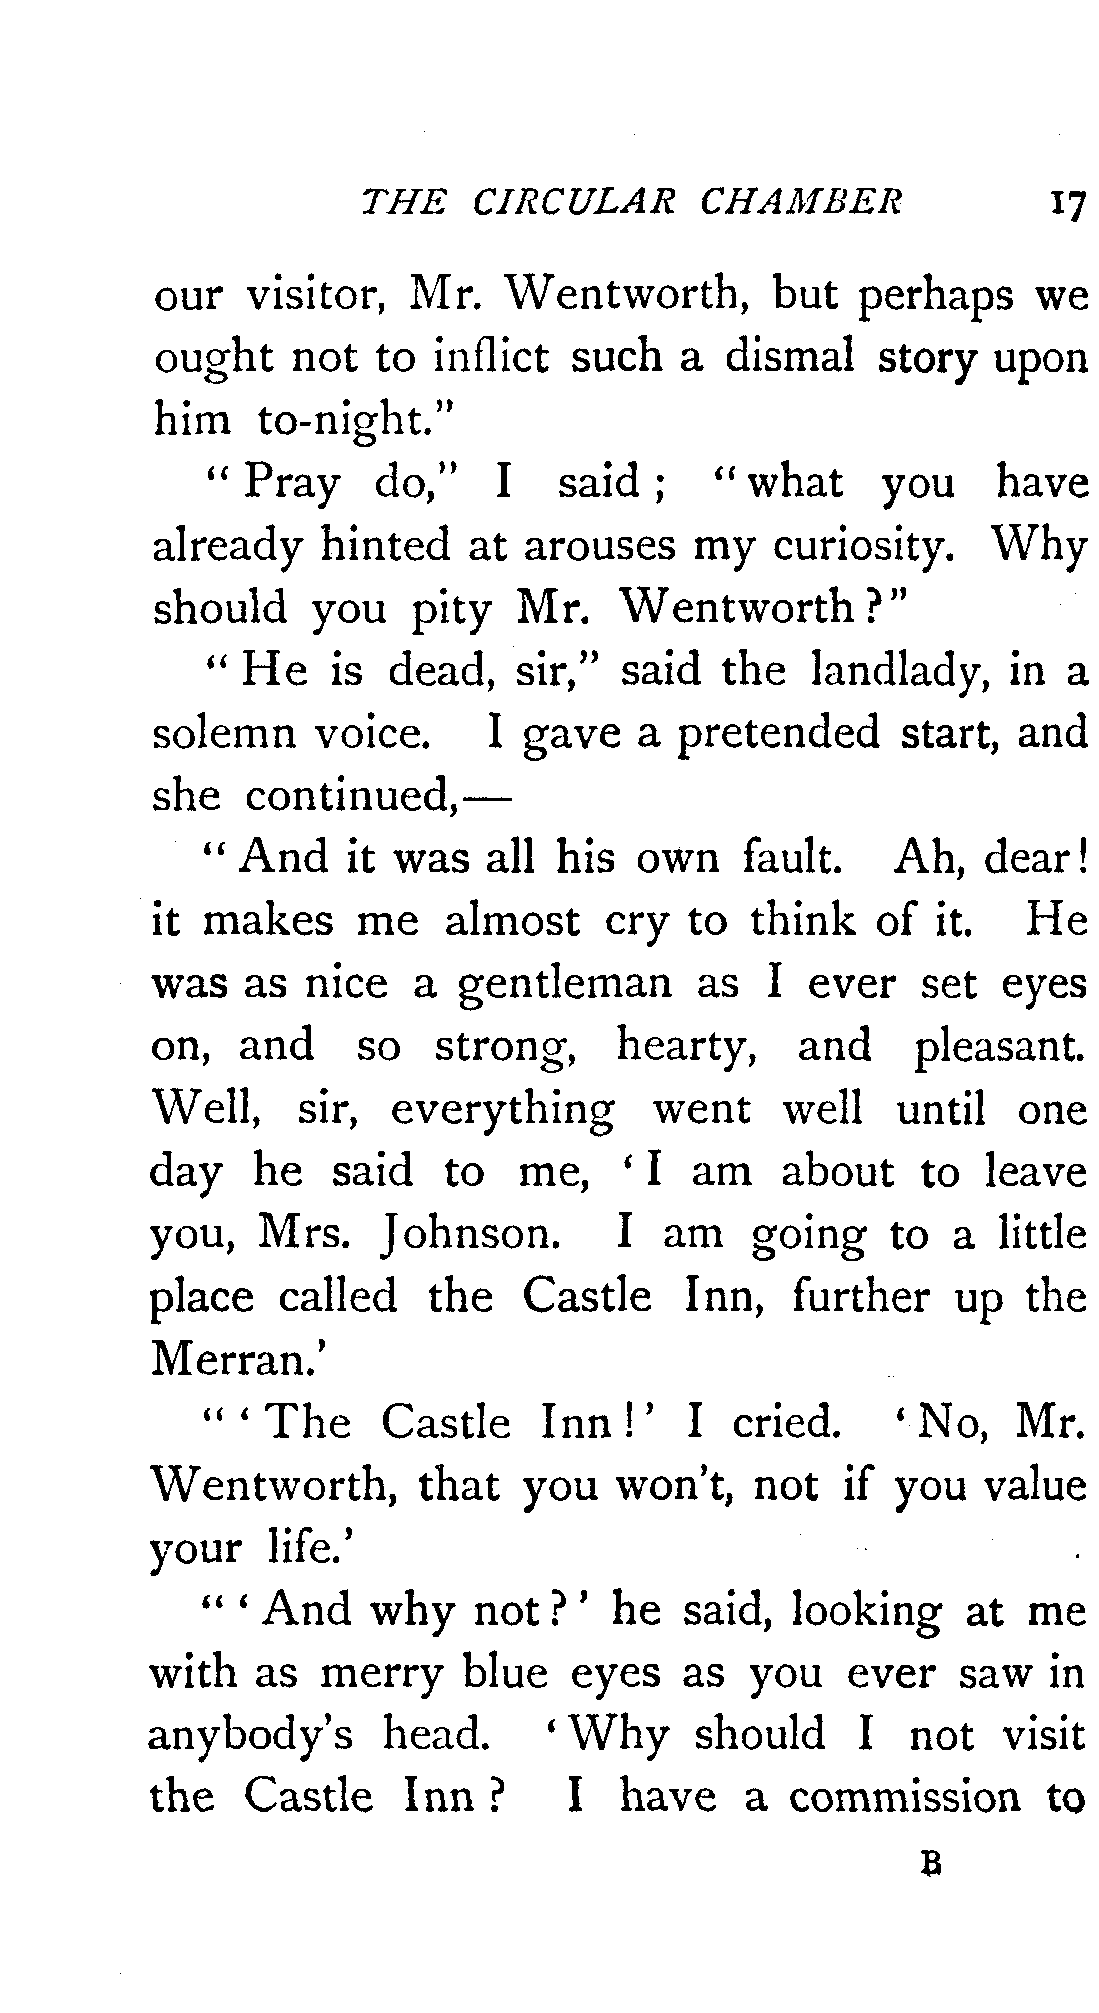 THE CIRCULAR CHAMBER 17
our visitor, Mr. Wentworth, but perhaps we
ought not to inflict such a dismal story upon
him to-night."
"Pray do," I said; "what you have
already hinted at arouses my curiosity. Why
should you pity Mr. Wentworth?"
"He is dead, sir," said the landlady, in a
solemn voice. I gave a pretended start, and
she continued,—
"And it was all his own fault. Ah, dear!
it makes me almost cry to think of it. He
was as nice a gentleman as I ever set eyes
on, and so strong, hearty, and pleasant.
Well, sir, everything went well until one
day he said to me, 'I am about to leave
you, Mrs. Johnson. I am going to a little
place called the Castle Inn, further up the
Merran.'
"'The Castle Inn!' I cried. 'No, Mr.
Wentworth, that you won't, not if you value
your life.'
"'And why not?' he said, looking at me
with as merry blue eyes as you ever saw in
anybody's head. 'Why should I not visit
the Castle Inn? I have a commission to
B